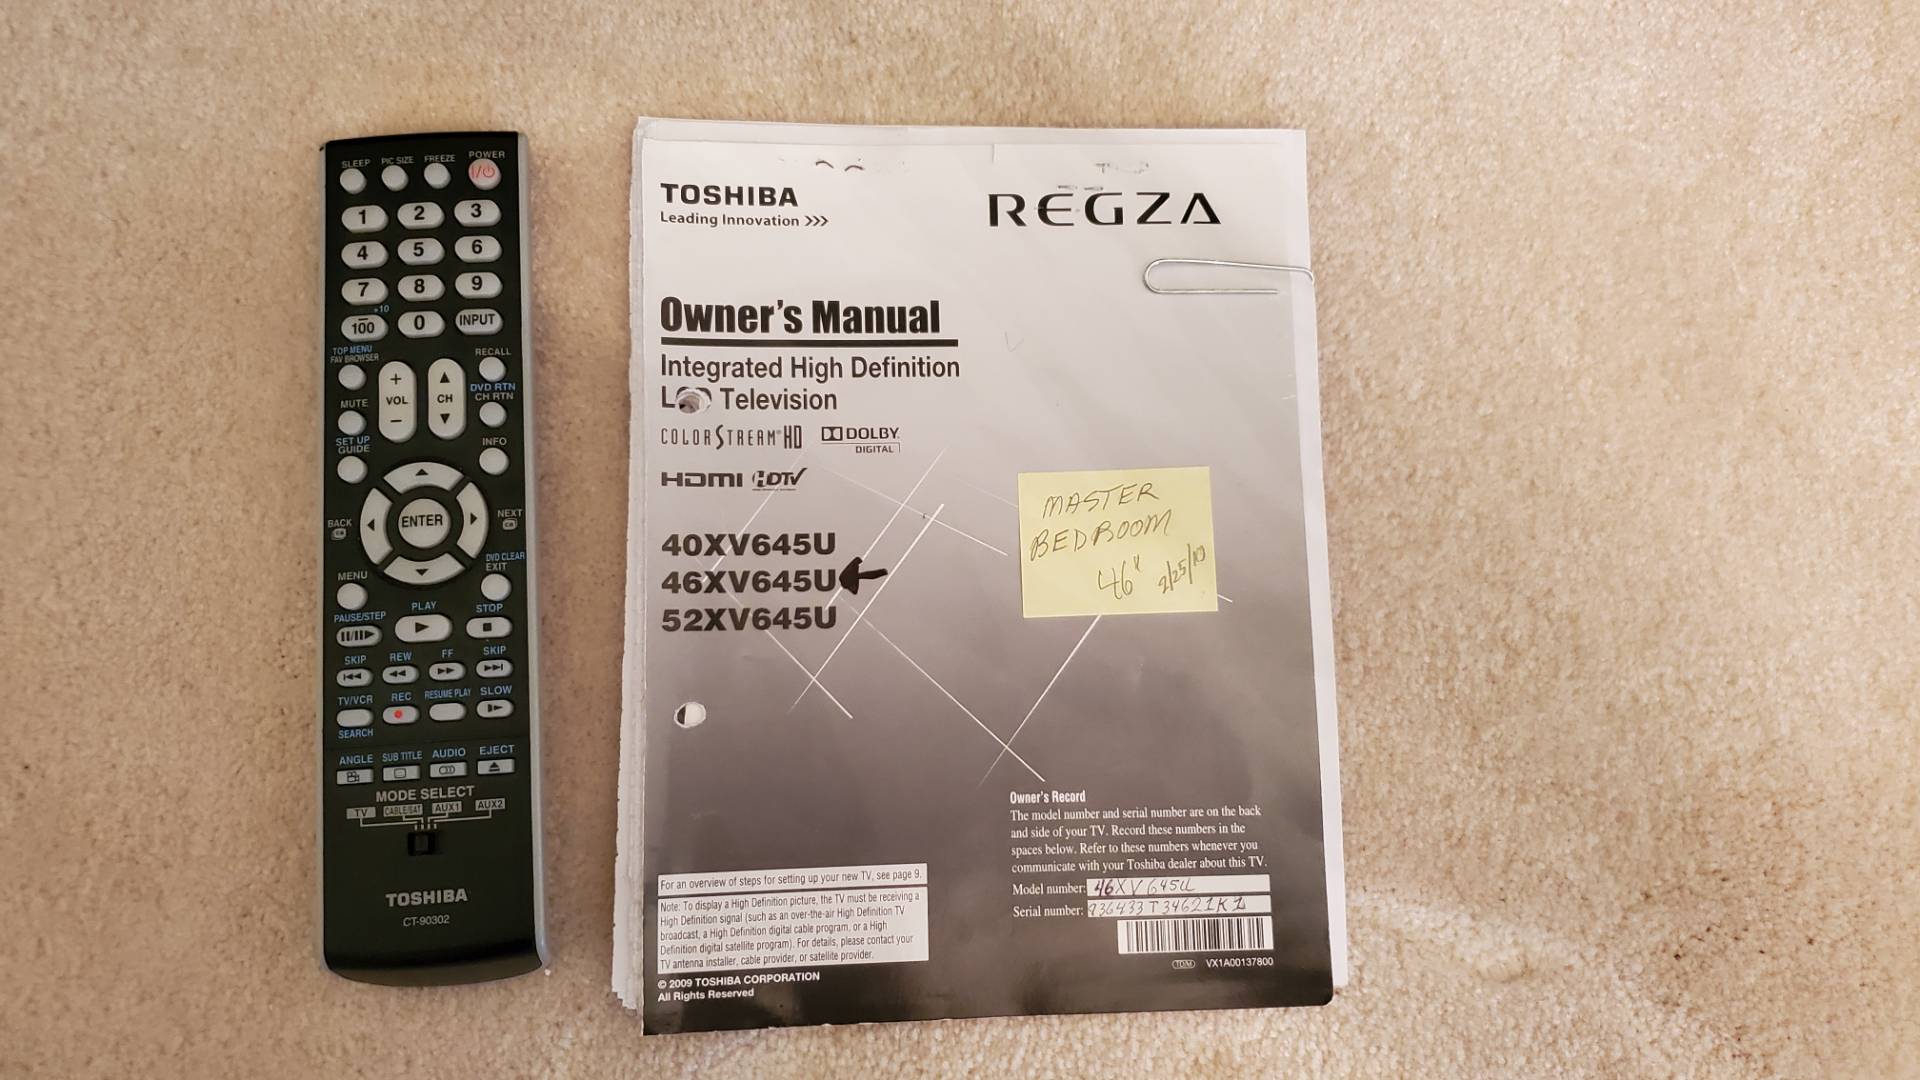 SLEEP PIC SIZE FREEZE POWER
1 2 3
4 5 6
7 8 9
+10
100 0 INPUT
TOP MENU
FAV BROWSER
RECALL
+ VOL −
CH
DVD RTN
CH RTN
MUTE
SET UP
GUIDE
INFO
ENTER
BACK
NEXT
DVD CLEAR
EXIT
MENU
PLAY
PAUSE/STEP
STOP
SKIP REW FF SKIP
TV/VCR REC RESUME PLAY SLOW
SEARCH
ANGLE SUB TITLE AUDIO EJECT
MODE SELECT
TV CABLE/SAT AUX1 AUX2
TOSHIBA
CT-90302
TOSHIBA
Leading Innovation >>>
REGZA
Owner's Manual
Integrated High Definition
Television
COLORSTREAM® HD DOLBY
DIGITAL
HDMI HDTV
40XV645U
46XV645U
52XV645U
MASTER
BEDROOM
46" 2/25/10
For an overview of steps for setting up your new TV, see page 9.
Note: To display a High Definition picture, the TV must be receiving a
High Definition signal (such as an over-the-air High Definition TV
broadcast, a High Definition digital cable program, or a High
Definition digital satellite program). For details, please contact your
TV antenna installer, cable provider, or satellite provider.
© 2009 TOSHIBA CORPORATION
All Rights Reserved
Owner's Record
The model number and serial number are on the back
and side of your TV. Record these numbers in the
spaces below. Refer to these numbers whenever you
communicate with your Toshiba dealer about this TV.
Model number: 46XV645U
Serial number: 936433T34621K1
TDM VX1A00137800